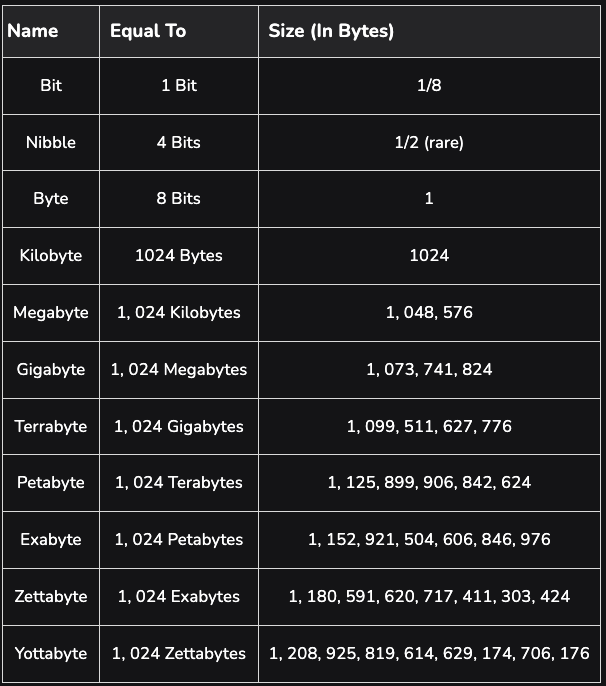 Name Equal To Size (In Bytes)
Bit 1 Bit 1/8
Nibble 4 Bits 1/2 (rare)
Byte 8 Bits 1
Kilobyte 1024 Bytes 1024
Megabyte 1, 024 Kilobytes 1, 048, 576
Gigabyte 1, 024 Megabytes 1, 073, 741, 824
Terrabyte 1, 024 Gigabytes 1, 099, 511, 627, 776
Petabyte 1, 024 Terabytes 1, 125, 899, 906, 842, 624
Exabyte 1, 024 Petabytes 1, 152, 921, 504, 606, 846, 976
Zettabyte 1, 024 Exabytes 1, 180, 591, 620, 717, 411, 303, 424
Yottabyte 1, 024 Zettabytes 1, 208, 925, 819, 614, 629, 174, 706, 176